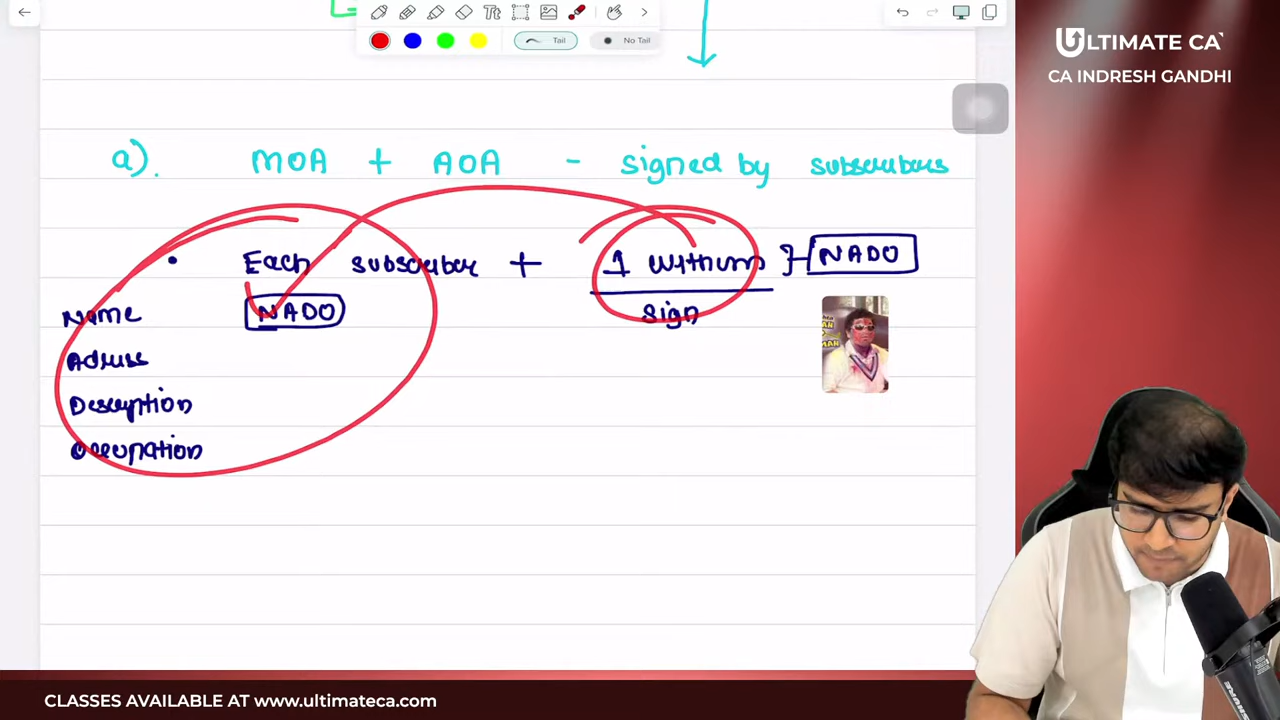 Tt
Tail
No Tail
ULTIMATE CA
CA INDRESH GANDHI
a). MOA + AOA - signed by subscribers
• Each subscriber + 1 witness } NADO
Name NADO sign
Address
Description
Occupation
CLASSES AVAILABLE AT www.ultimateca.com